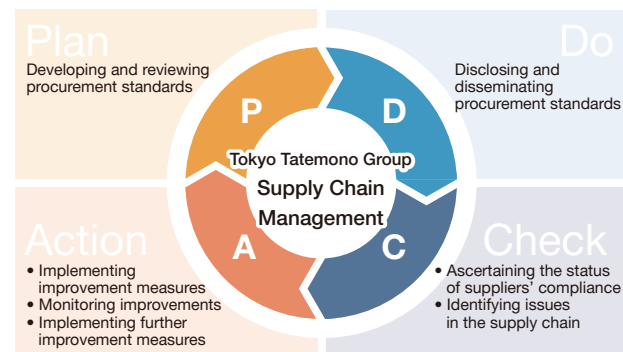 Plan
Developing and reviewing
procurement standards
Do
Disclosing and
disseminating
procurement standards
P
D
Tokyo Tatemono Group
Supply Chain
Management
A
C
Action
• Implementing
improvement measures
• Monitoring improvements
• Implementing further
improvement measures
Check
• Ascertaining the status
of suppliers' compliance
• Identifying issues
in the supply chain